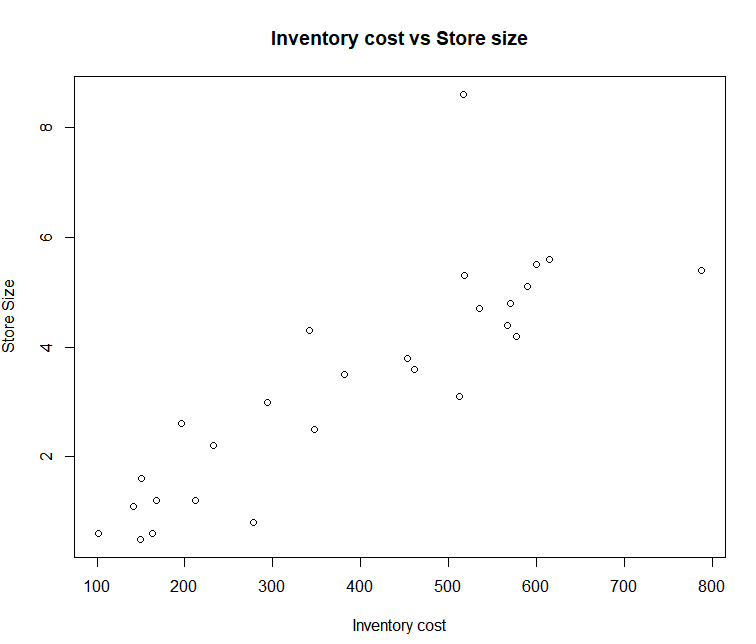 Inventory cost vs Store size
8
6
4
2
Store Size
100 200 300 400 500 600 700 800
Inventory cost